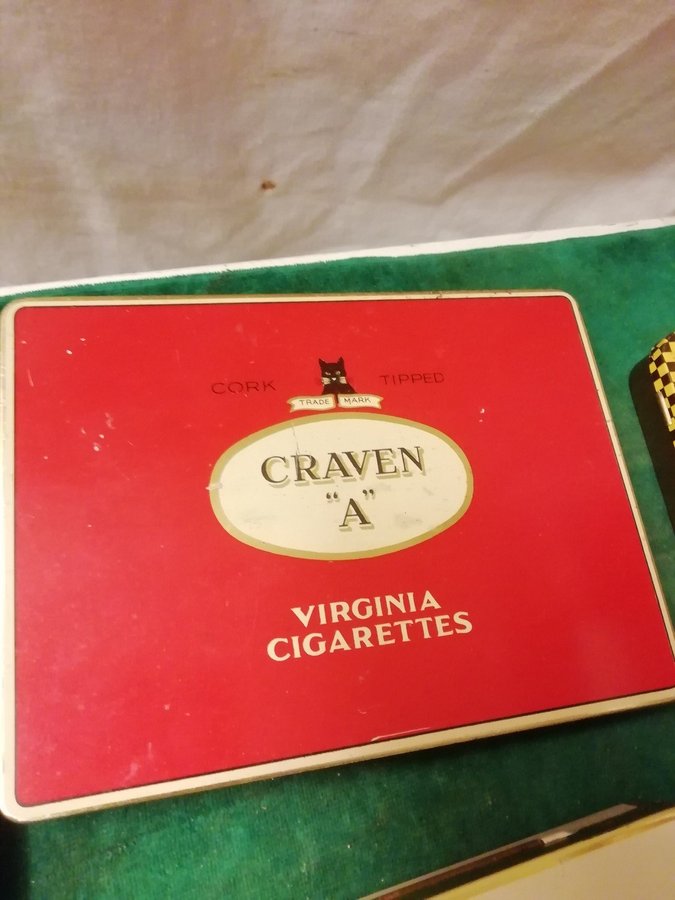 CORK TIPPED
TRADE MARK
CRAVEN
"A"
VIRGINIA
CIGARETTES